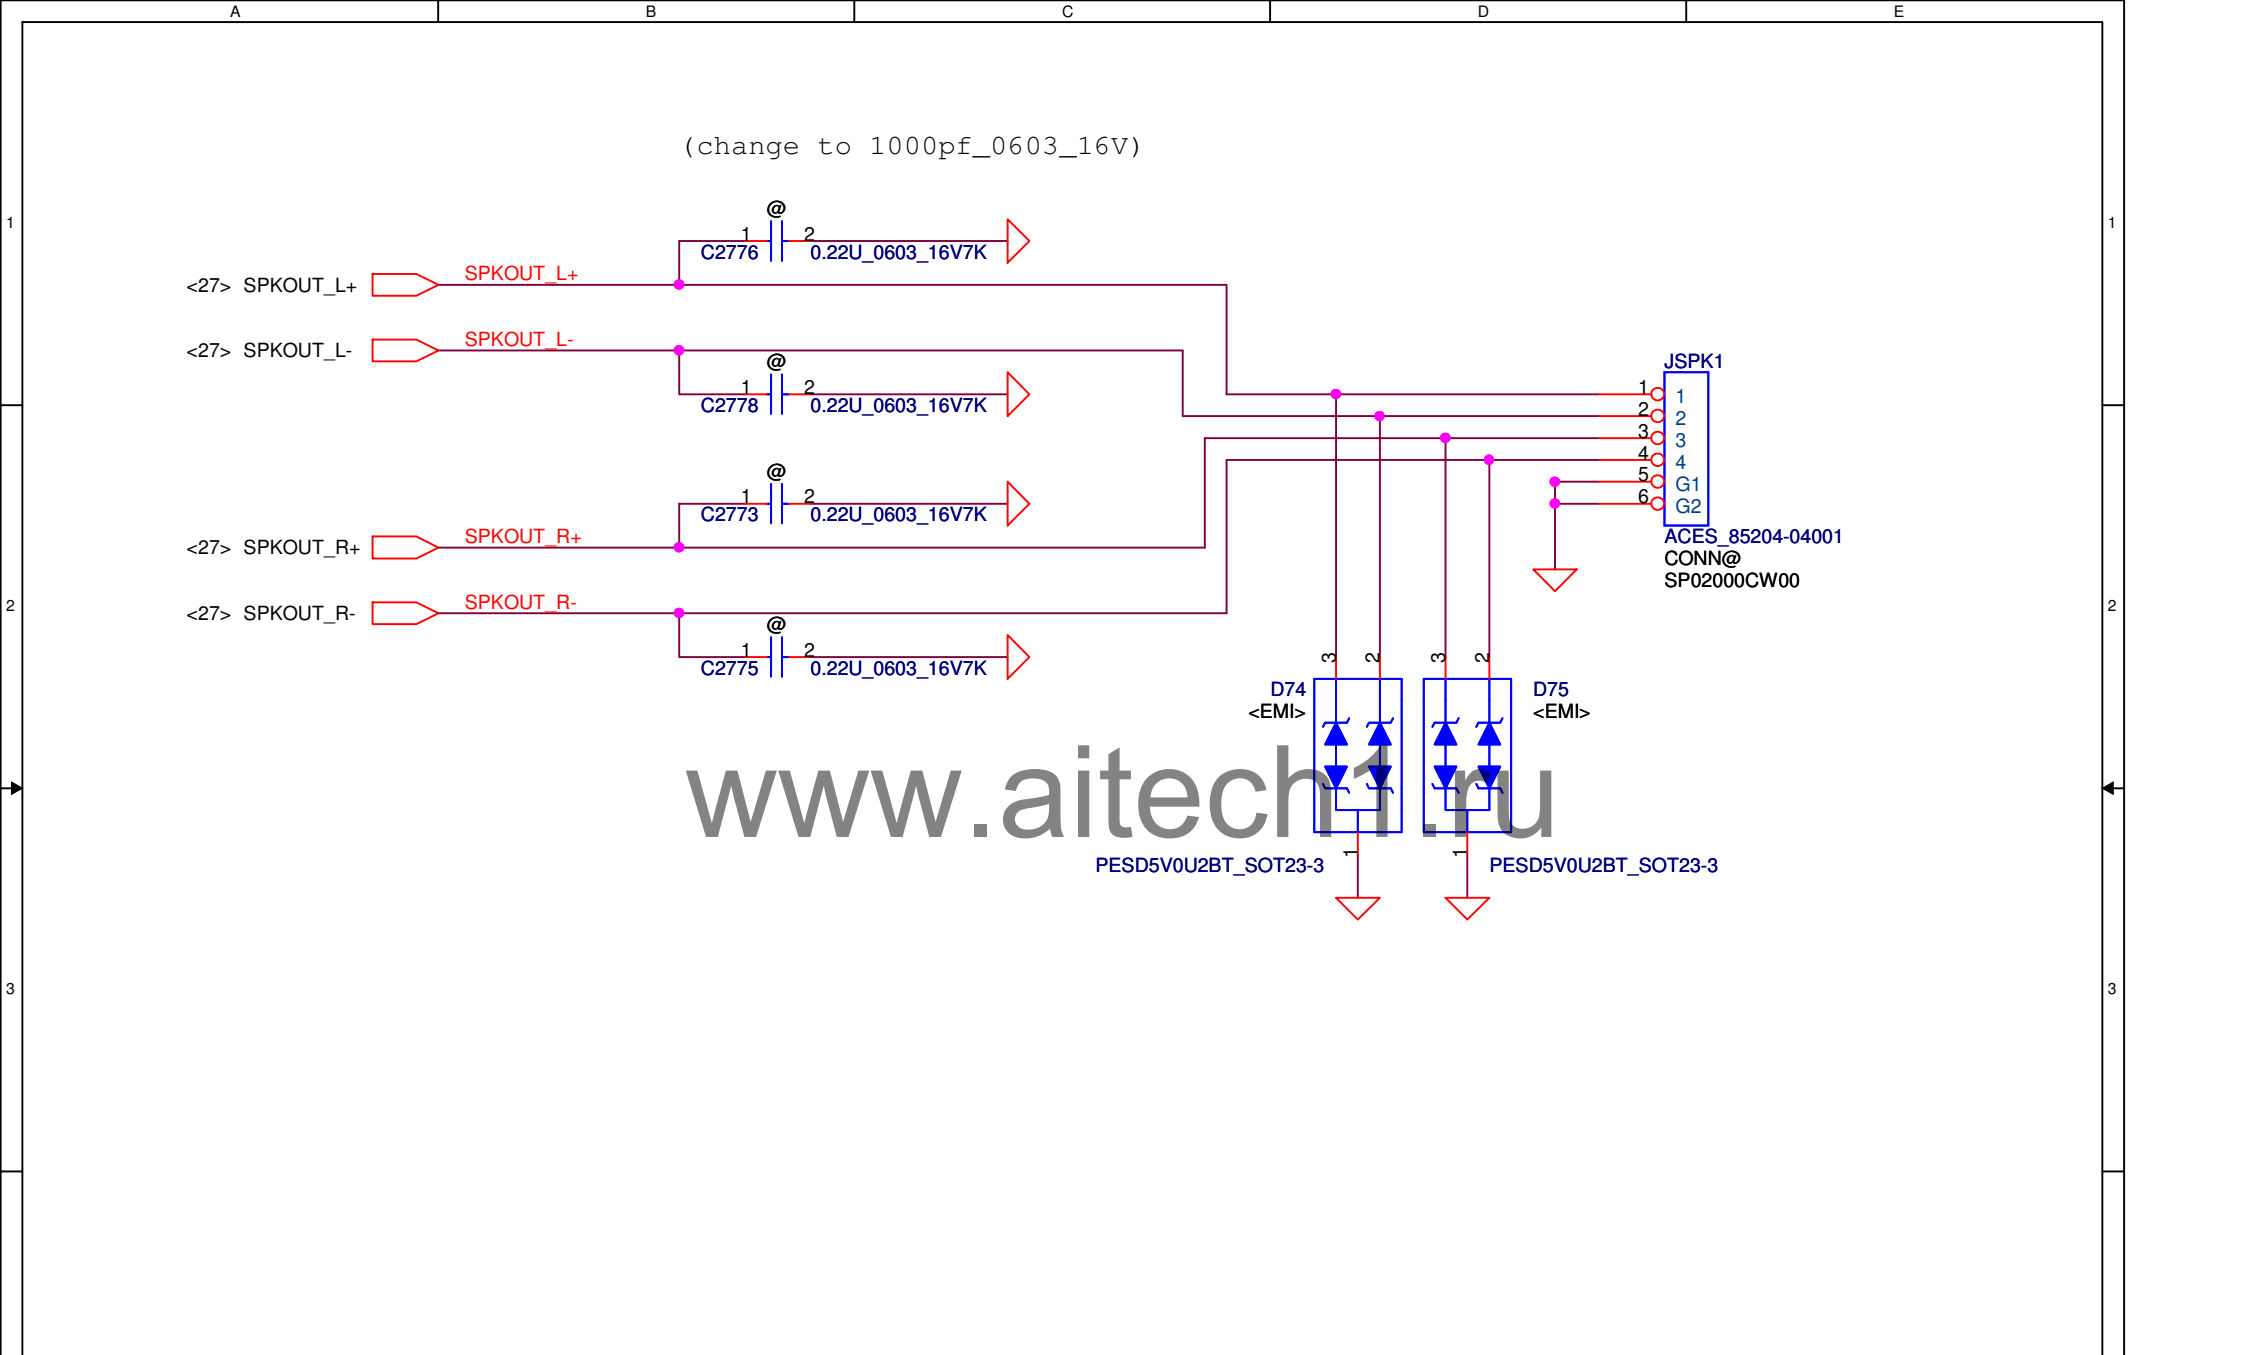 A B C D E
(change to 1000pf_0603_16V)
1 1
@
1 2
C2776 0.22U_0603_16V7K
<27> SPKOUT_L+ SPKOUT_L+
<27> SPKOUT_L- SPKOUT_L-
@
1 2
C2778 0.22U_0603_16V7K
JSPK1
1 1
2 2
3 3
4 4
5 G1
6 G2
ACES_85204-04001
CONN@
SP02000CW00
@
1 2
C2773 0.22U_0603_16V7K
<27> SPKOUT_R+ SPKOUT_R+
<27> SPKOUT_R- SPKOUT_R-
2 2
@
1 2
C2775 0.22U_0603_16V7K
3 2 3 2
D74 D75
<EMI> <EMI>
www.aitech1.ru
1 1
PESD5V0U2BT_SOT23-3 PESD5V0U2BT_SOT23-3
3 3